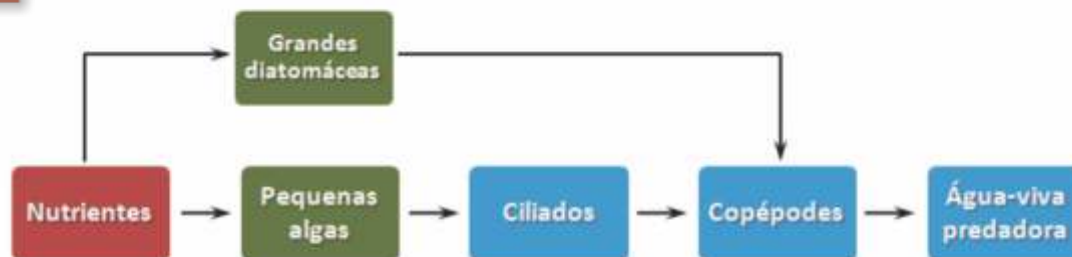 Grandes
diatomáceas
Nutrientes
Pequenas
algas
Ciliados
Copépodes
Água-viva
predadora